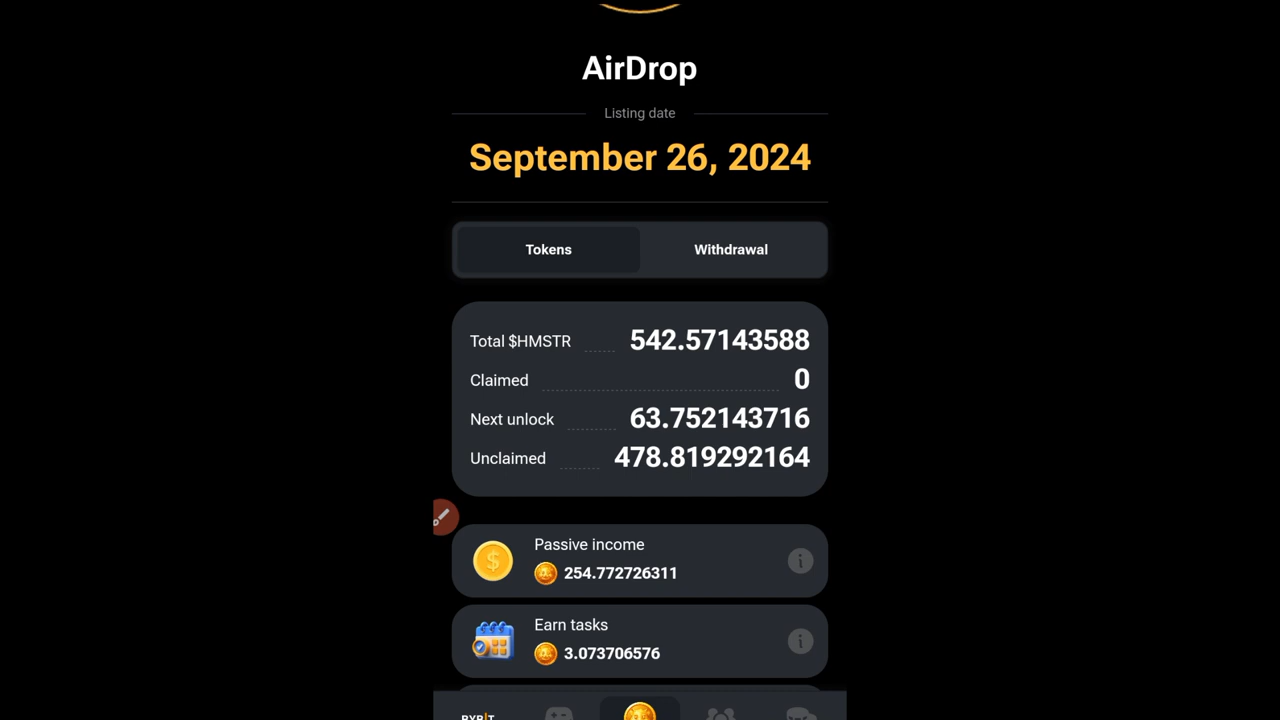 AirDrop
Listing date
September 26, 2024
Tokens Withdrawal
Total $HMSTR 542.57143588
Claimed 0
Next unlock 63.752143716
Unclaimed 478.819292164
Passive income
254.772726311
Earn tasks
3.073706576
BYBIT